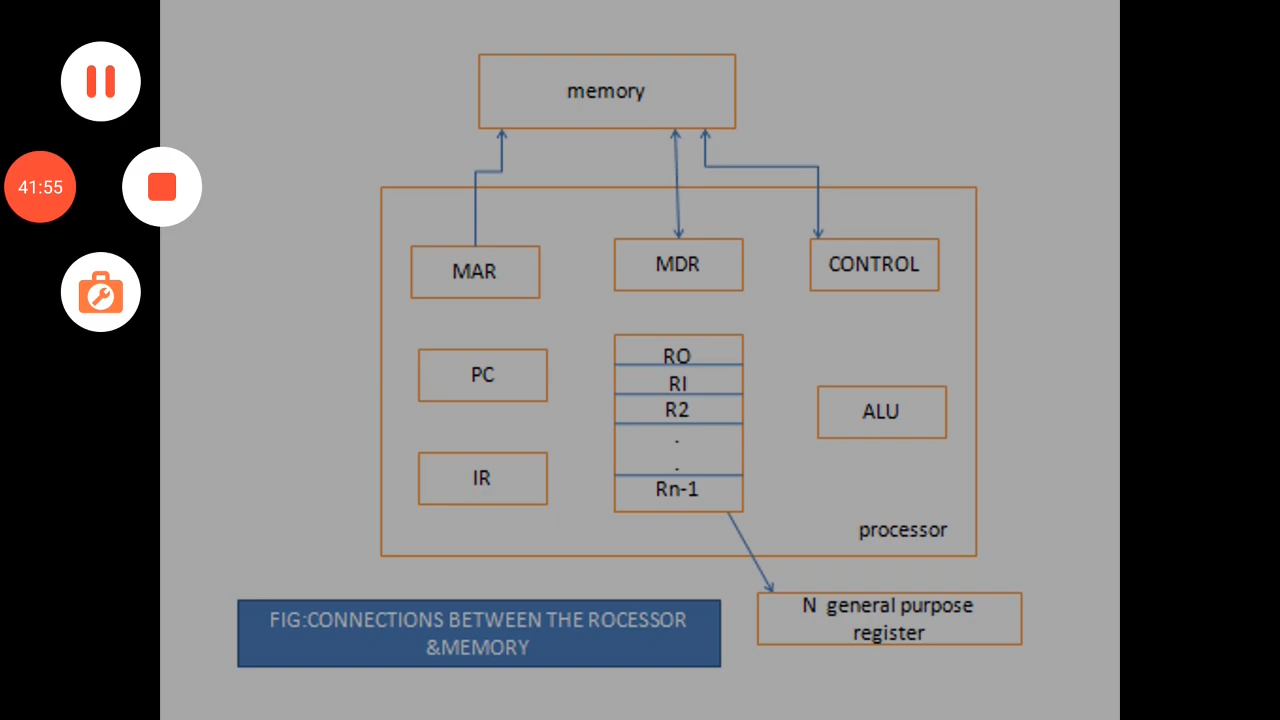 memory
41:55
MAR
MDR
CONTROL
PC
RO
RI
R2
.
.
Rn-1
ALU
IR
processor
N general purpose
register
FIG:CONNECTIONS BETWEEN THE ROCESSOR
&MEMORY